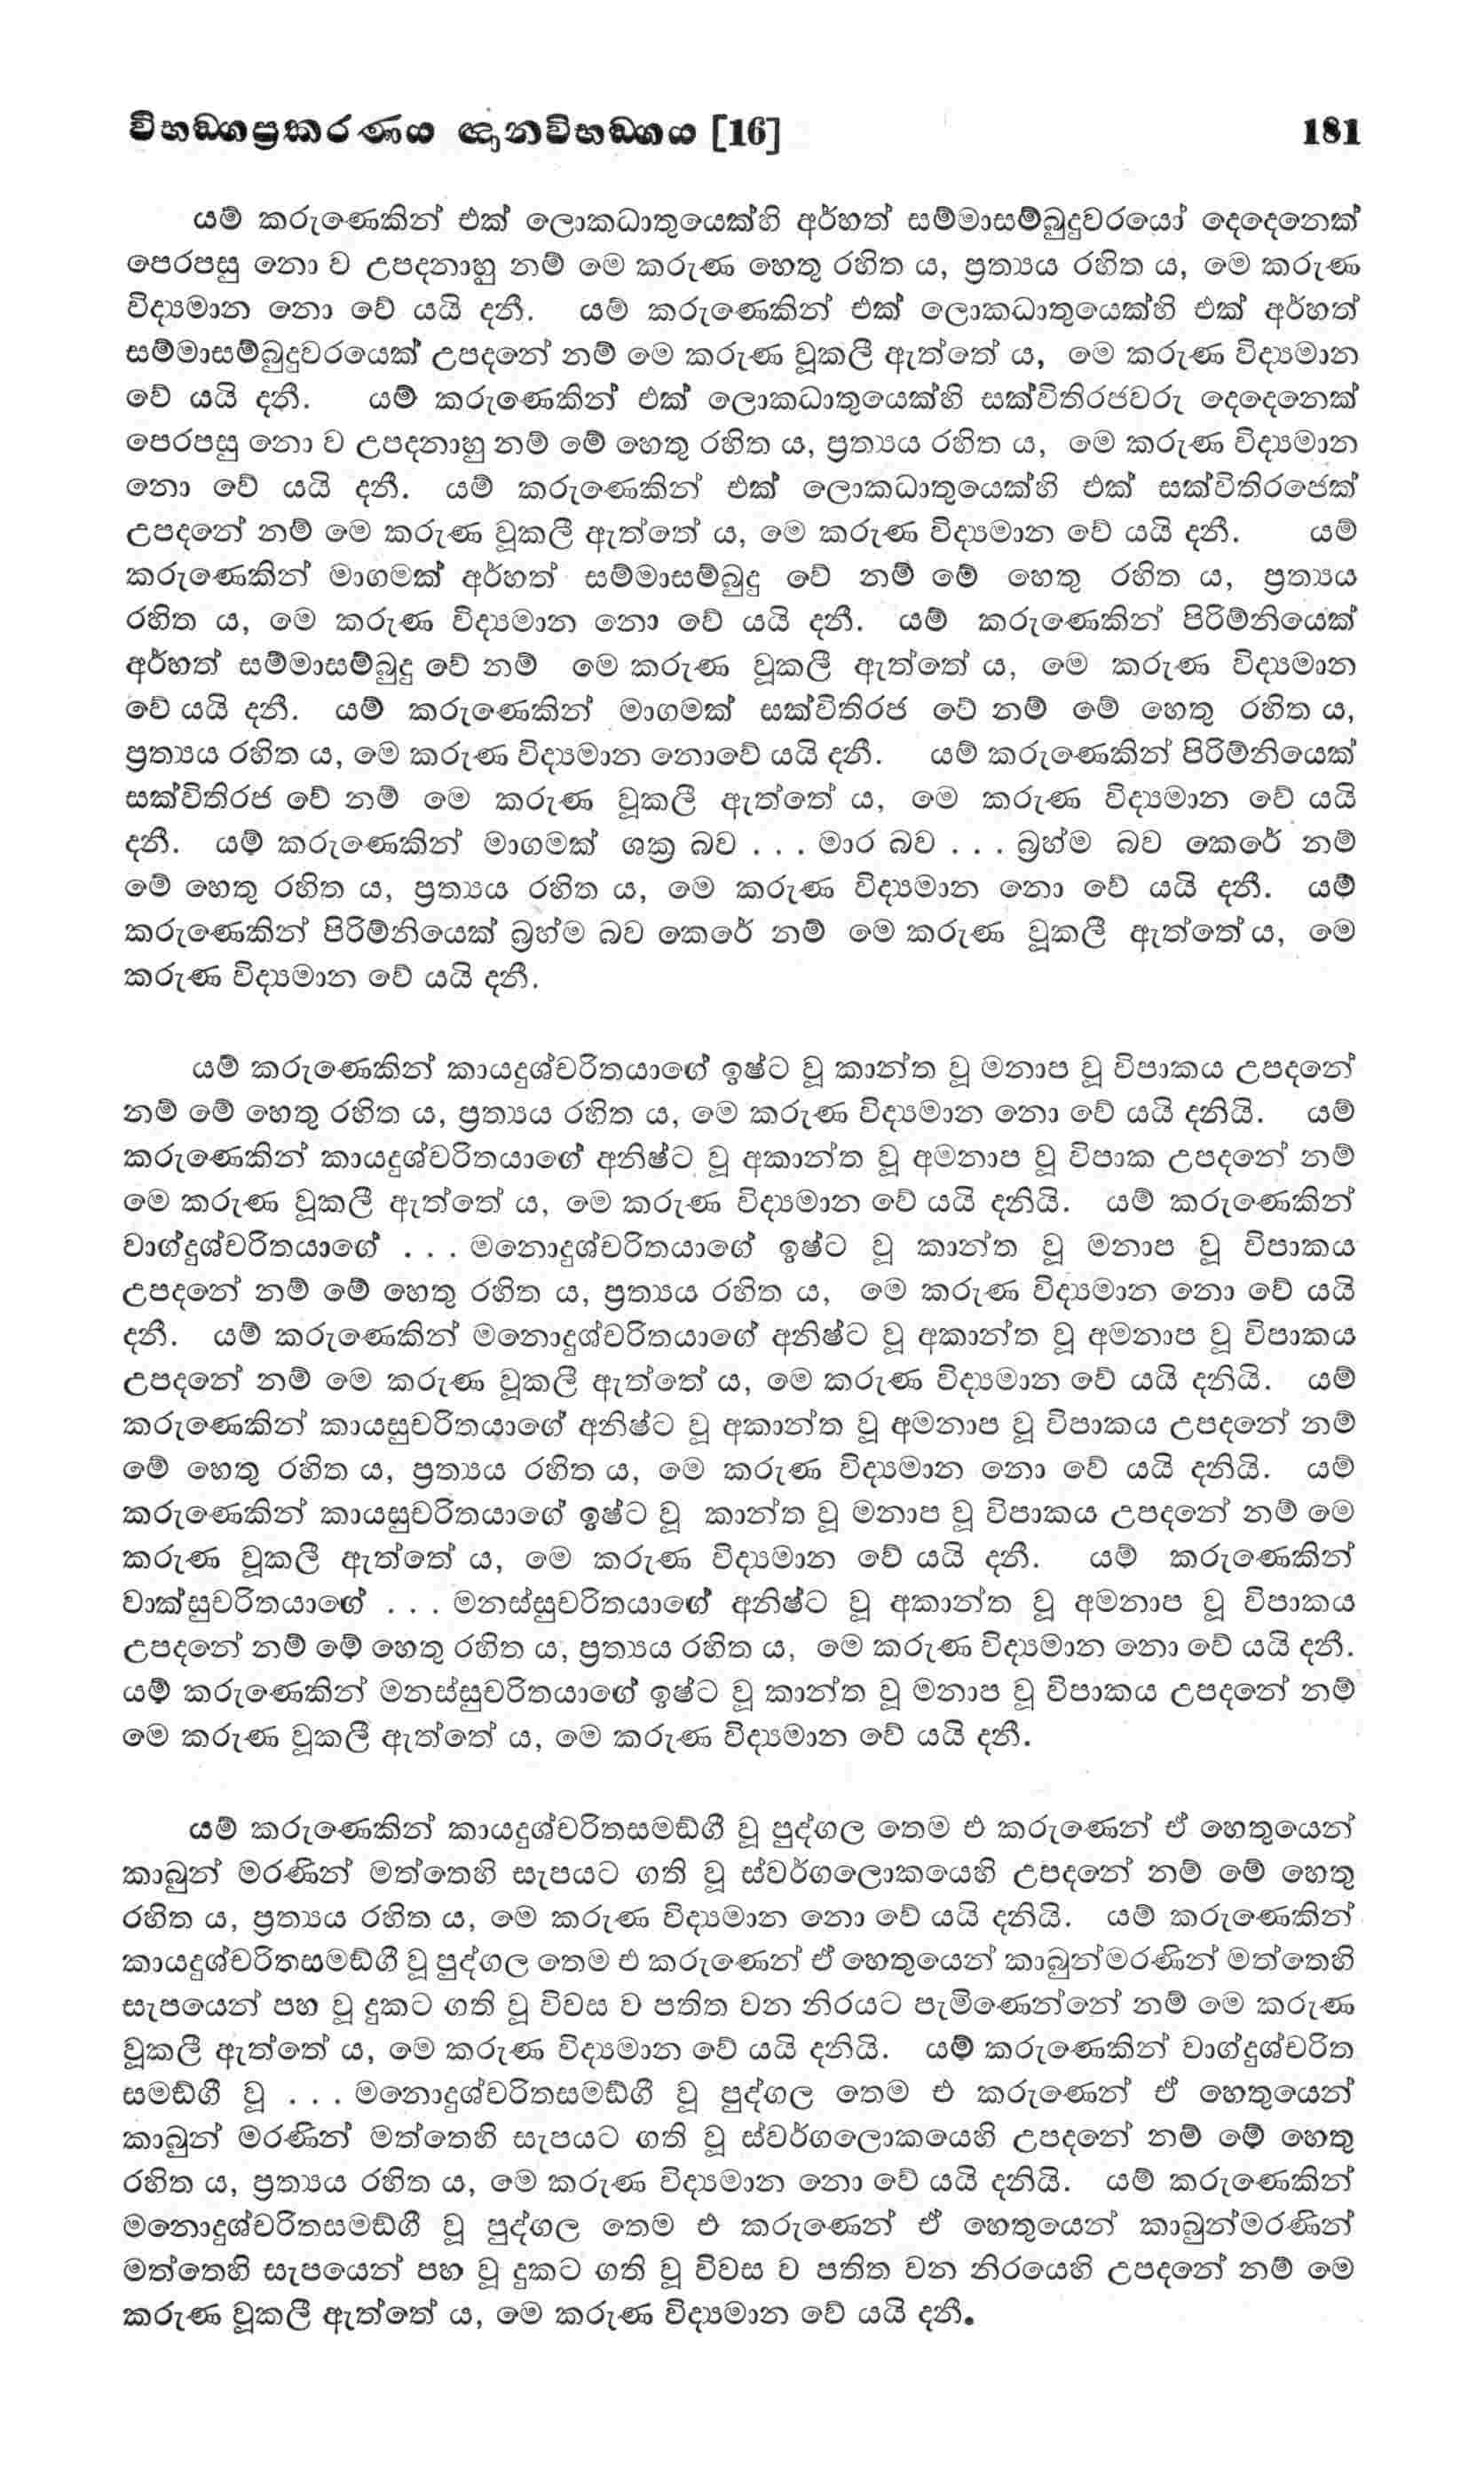 විභඞ්ගප්‍රකරණය ඥානවිභඞ්ගය [16] 181
යම් කරුණෙකින් එක් ලොකධාතුයෙක්හි අර්හත් සම්මාසම්බුදුවරයෝ දෙදෙනෙක්
පෙරපසු නො ව උපදනාහු නම් මෙ කරුණ හෙතු රහිත ය, ප්‍රත්‍යය රහිත ය, මෙ කරුණ
විද්‍යමාන නො වේ යයි දනී. යම් කරුණෙකින් එක් ලොකධාතුයෙක්හි එක් අර්හත්
සම්මාසම්බුදුවරයෙක් උපදනේ නම් මෙ කරුණ වූකලී ඇත්තේ ය, මෙ කරුණ විද්‍යමාන
වේ යයි දනී. යම් කරුණෙකින් එක් ලොකධාතුයෙක්හි සක්විතිරජවරු දෙදෙනෙක්
පෙරපසු නො ව උපදනාහු නම් මේ හෙතු රහිත ය, ප්‍රත්‍යය රහිත ය, මෙ කරුණ විද්‍යමාන
නො වේ යයි දනී. යම් කරුණෙකින් එක් ලොකධාතුයෙක්හි එක් සක්විතිරජෙක්
උපදනේ නම් මෙ කරුණ වූකලී ඇත්තේ ය, මෙ කරුණ විද්‍යමාන වේ යයි දනී. යම්
කරුණෙකින් මාගමක් අර්හත් සම්මාසම්බුදු වේ නම් මේ හෙතු රහිත ය, ප්‍රත්‍යය
රහිත ය, මෙ කරුණ විද්‍යමාන නො වේ යයි දනී. යම් කරුණෙකින් පිරිම්නියෙක්
අර්හත් සම්මාසම්බුදු වේ නම් මෙ කරුණ වූකලී ඇත්තේ ය, මෙ කරුණ විද්‍යමාන
වේ යයි දනී. යම් කරුණෙකින් මාගමක් සක්විතිරජ වේ නම් මේ හෙතු රහිත ය,
ප්‍රත්‍යය රහිත ය, මෙ කරුණ විද්‍යමාන නොවේ යයි දනී. යම් කරුණෙකින් පිරිම්නියෙක්
සක්විතිරජ වේ නම් මෙ කරුණ වූකලී ඇත්තේ ය, මෙ කරුණ විද්‍යමාන වේ යයි
දනී. යම් කරුණෙකින් මාගමක් ශක්‍ර බව . . . මාර බව . . . බ්‍රහ්ම බව කෙරේ නම්
මේ හෙතු රහිත ය, ප්‍රත්‍යය රහිත ය, මෙ කරුණ විද්‍යමාන නො වේ යයි දනී. යම්
කරුණෙකින් පිරිම්නියෙක් බ්‍රහ්ම බව කෙරේ නම් මෙ කරුණ වූකලී ඇත්තේ ය, මෙ
කරුණ විද්‍යමාන වේ යයි දනී.
යම් කරුණෙකින් කායදුශ්චරිතයාගේ ඉෂ්ට වූ කාන්ත වූ මනාප වූ විපාකය උපදනේ
නම් මේ හෙතු රහිත ය, ප්‍රත්‍යය රහිත ය, මෙ කරුණ විද්‍යමාන නො වේ යයි දනියි. යම්
කරුණෙකින් කායදුශ්චරිතයාගේ අනිෂ්ට වූ අකාන්ත වූ අමනාප වූ විපාක උපදනේ නම්
මෙ කරුණ වූකලී ඇත්තේ ය, මෙ කරුණ විද්‍යමාන වේ යයි දනියි. යම් කරුණෙකින්
වාග්දුශ්චරිතයාගේ . . . මනොදුශ්චරිතයාගේ ඉෂ්ට වූ කාන්ත වූ මනාප වූ විපාකය
උපදනේ නම් මේ හෙතු රහිත ය, ප්‍රත්‍යය රහිත ය, මෙ කරුණ විද්‍යමාන නො වේ යයි
දනී. යම් කරුණෙකින් මනොදුශ්චරිතයාගේ අනිෂ්ට වූ අකාන්ත වූ අමනාප වූ විපාකය
උපදනේ නම් මෙ කරුණ වූකලී ඇත්තේ ය, මෙ කරුණ විද්‍යමාන වේ යයි දනියි. යම්
කරුණෙකින් කායසුචරිතයාගේ අනිෂ්ට වූ අකාන්ත වූ අමනාප වූ විපාකය උපදනේ නම්
මේ හෙතු රහිත ය, ප්‍රත්‍යය රහිත ය, මෙ කරුණ විද්‍යමාන නො වේ යයි දනියි. යම්
කරුණෙකින් කායසුචරිතයාගේ ඉෂ්ට වූ කාන්ත වූ මනාප වූ විපාකය උපදනේ නම් මෙ
කරුණ වූකලී ඇත්තේ ය, මෙ කරුණ විද්‍යමාන වේ යයි දනී. යම් කරුණෙකින්
වාක්සුචරිතයාගේ . . . මනස්සුචරිතයාගේ අනිෂ්ට වූ අකාන්ත වූ අමනාප වූ විපාකය
උපදනේ නම් මේ හෙතු රහිත ය, ප්‍රත්‍යය රහිත ය, මෙ කරුණ විද්‍යමාන නො වේ යයි දනී.
යම් කරුණෙකින් මනස්සුචරිතයාගේ ඉෂ්ට වූ කාන්ත වූ මනාප වූ විපාකය උපදනේ නම්
මෙ කරුණ වූකලී ඇත්තේ ය, මෙ කරුණ විද්‍යමාන වේ යයි දනී.
යම් කරුණෙකින් කායදුශ්චරිතසමඞ්ගී වූ පුද්ගල තෙම එ කරුණෙන් ඒ හෙතුයෙන්
කාබුන් මරණින් මත්තෙහි සැපයට ගති වූ ස්වර්ගලොකයෙහි උපදනේ නම් මේ හෙතු
රහිත ය, ප්‍රත්‍යය රහිත ය, මෙ කරුණ විද්‍යමාන නො වේ යයි දනියි. යම් කරුණෙකින්
කායදුශ්චරිතසමඞ්ගී වූ පුද්ගල තෙම එ කරුණෙන් ඒ හෙතුයෙන් කාබුන්මරණින් මත්තෙහි
සැපයෙන් පහ වූ දුකට ගති වූ විවස ව පතිත වන නිරයට පැමිණෙන්නේ නම් මෙ කරුණ
වූකලී ඇත්තේ ය, මෙ කරුණ විද්‍යමාන වේ යයි දනියි. යම් කරුණෙකින් වාග්දුශ්චරිත
සමඞ්ගී වූ . . . මනොදුශ්චරිතසමඞ්ගී වූ පුද්ගල තෙම එ කරුණෙන් ඒ හෙතුයෙන්
කාබුන් මරණින් මත්තෙහි සැපයට ගති වූ ස්වර්ගලොකයෙහි උපදනේ නම් මේ හෙතු
රහිත ය, ප්‍රත්‍යය රහිත ය, මෙ කරුණ විද්‍යමාන නො වේ යයි දනියි. යම් කරුණෙකින්
මනොදුශ්චරිතසමඞ්ගී වූ පුද්ගල තෙම එ කරුණෙන් ඒ හෙතුයෙන් කාබුන්මරණින්
මත්තෙහි සැපයෙන් පහ වූ දුකට ගති වූ විවස ව පතිත වන නිරයෙහි උපදනේ නම් මෙ
කරුණ වූකලී ඇත්තේ ය, මෙ කරුණ විද්‍යමාන වේ යයි දනී.